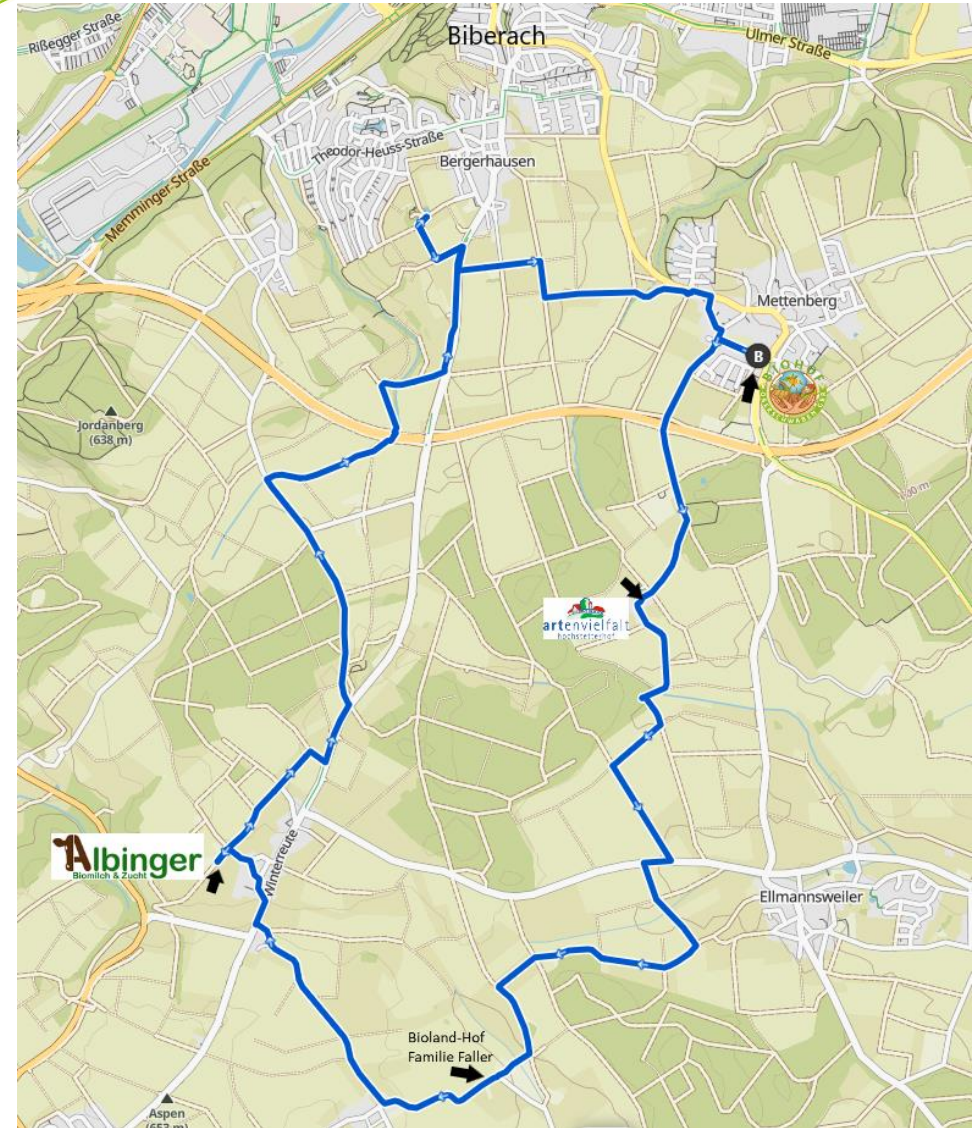 Rißegger Straße
Biberach
Ulmer Straße
Theodor-Heuss-Straße
Bergerhausen
Memminger-Straße
Mettenberg
B
Jordanberg
(638 m)
artenvielfalt
hochstetterhof
Albinger
Biomilch & Zucht
Winterreute
Ellmannsweiler
Bioland-Hof
Familie Faller
Aspen
(653 m)